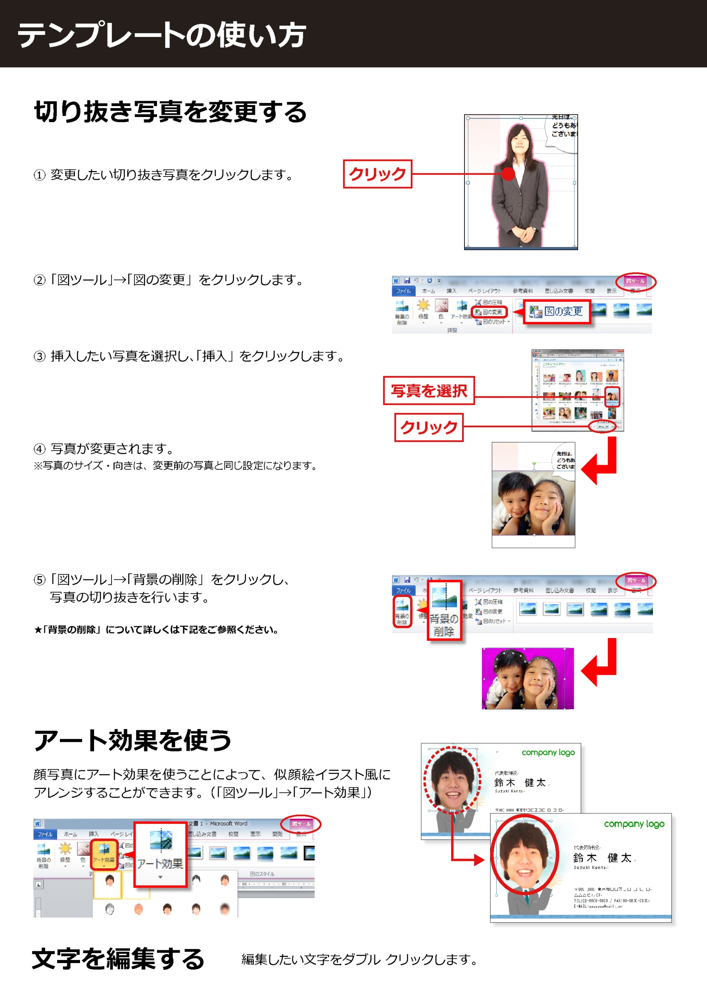 テンプレートの使い方
切り抜き写真を変更する
先日は、
どうもあ
ございま
① 変更したい切り抜き写真をクリックします。
クリック
②「図ツール」→「図の変更」をクリックします。
図ツール
ファイル ホーム 挿入 ページ レイアウト 参考資料 差し込み文書 校閲 表示 書式
背景の削除 修整 色 アート効果
図の圧縮
図の変更
図のリセット
調整
図の変更
③ 挿入したい写真を選択し、「挿入」をクリックします。
ピクチャ ライブラリ
写真を選択
クリック
④ 写真が変更されます。
※写真のサイズ・向きは、変更前の写真と同じ設定になります。
先日は、
どうもあ
ございま
⑤「図ツール」→「背景の削除」をクリックし、
写真の切り抜きを行います。
★「背景の削除」について詳しくは下記をご参照ください。
図ツール
ファイル ページ レイアウト 参考資料 差し込み文書 校閲 表示 書式
背景の削除
図の圧縮
図の変更
図のリセット
背景の
削除
アート効果を使う
顔写真にアート効果を使うことによって、似顔絵イラスト風に
アレンジすることができます。（「図ツール」→「アート効果」）
文書 1 - Microsoft Word 図ツール
ファイル ホーム 挿入 差し込み文書 校閲 表示 開発 書式
背景の削除 修整 色 アート効果
アート効果
図のスタイル
60 80
company logo
代表取締役
鈴木 健太
Suzuki Kenta
company logo
代表取締役
鈴木 健太
Suzuki Kenta
文字を編集する
編集したい文字をダブル クリックします。